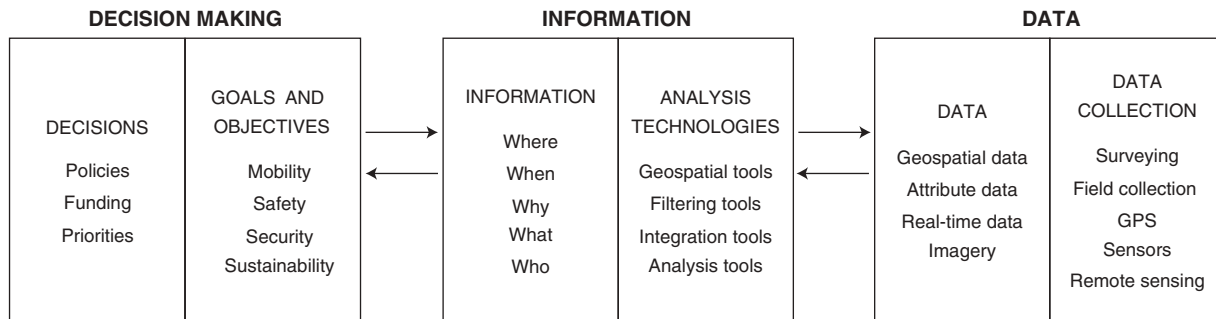 DECISION MAKING
DECISIONS
Policies
Funding
Priorities
GOALS AND
OBJECTIVES
Mobility
Safety
Security
Sustainability
INFORMATION
INFORMATION
Where
When
Why
What
Who
ANALYSIS
TECHNOLOGIES
Geospatial tools
Filtering tools
Integration tools
Analysis tools
DATA
DATA
Geospatial data
Attribute data
Real-time data
Imagery
DATA
COLLECTION
Surveying
Field collection
GPS
Sensors
Remote sensing